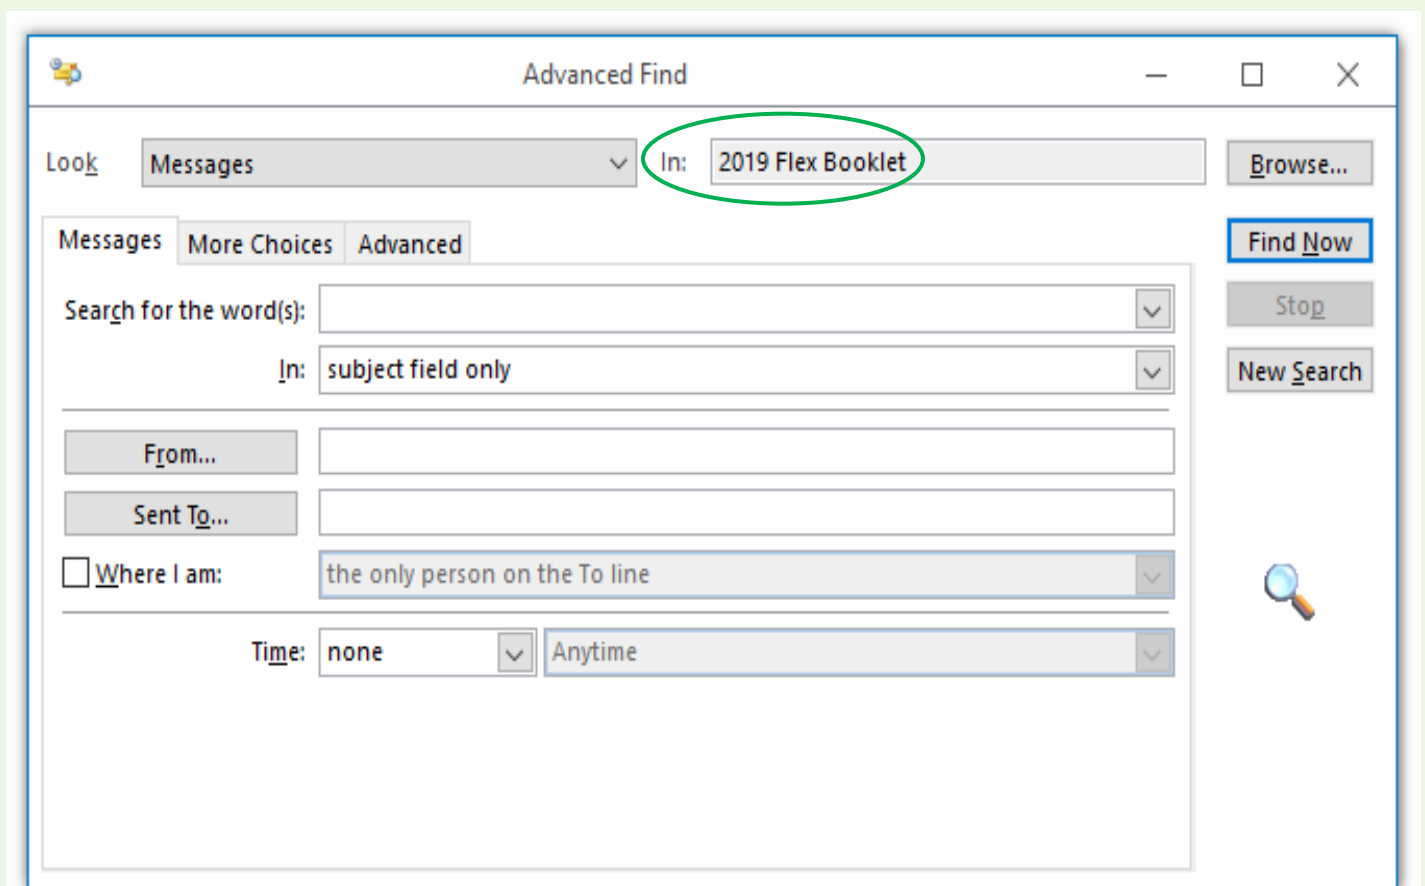 Advanced Find
Look Messages In: 2019 Flex Booklet Browse...
Messages More Choices Advanced Find Now
Search for the word(s): Stop
In: subject field only New Search
From...
Sent To...
Where I am: the only person on the To line
Time: none Anytime